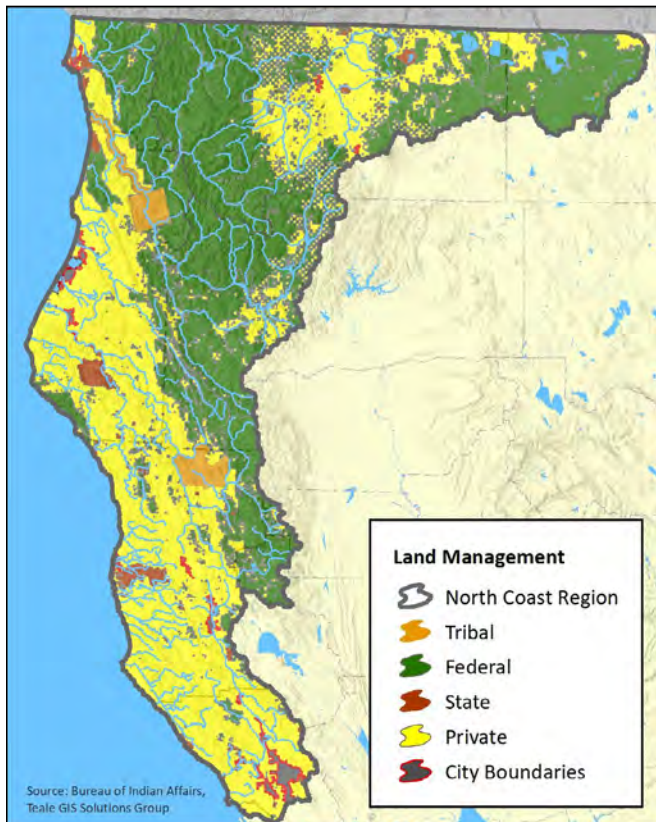 Land Management
North Coast Region
Tribal
Federal
State
Private
City Boundaries
Source: Bureau of Indian Affairs,
Teale GIS Solutions Group